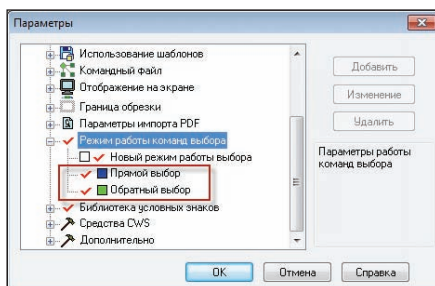 Параметры
Использование шаблонов
Командный файл
Отображение на экране
Граница обрезки
Параметры импорта PDF
Режим работы команд выбора
Новый режим работы выбора
Прямой выбор
Обратный выбор
Библиотека условных знаков
Средства CWS
Дополнительно
Добавить
Изменение
Удалить
Параметры работы
команд выбора
OK
Отмена
Справка